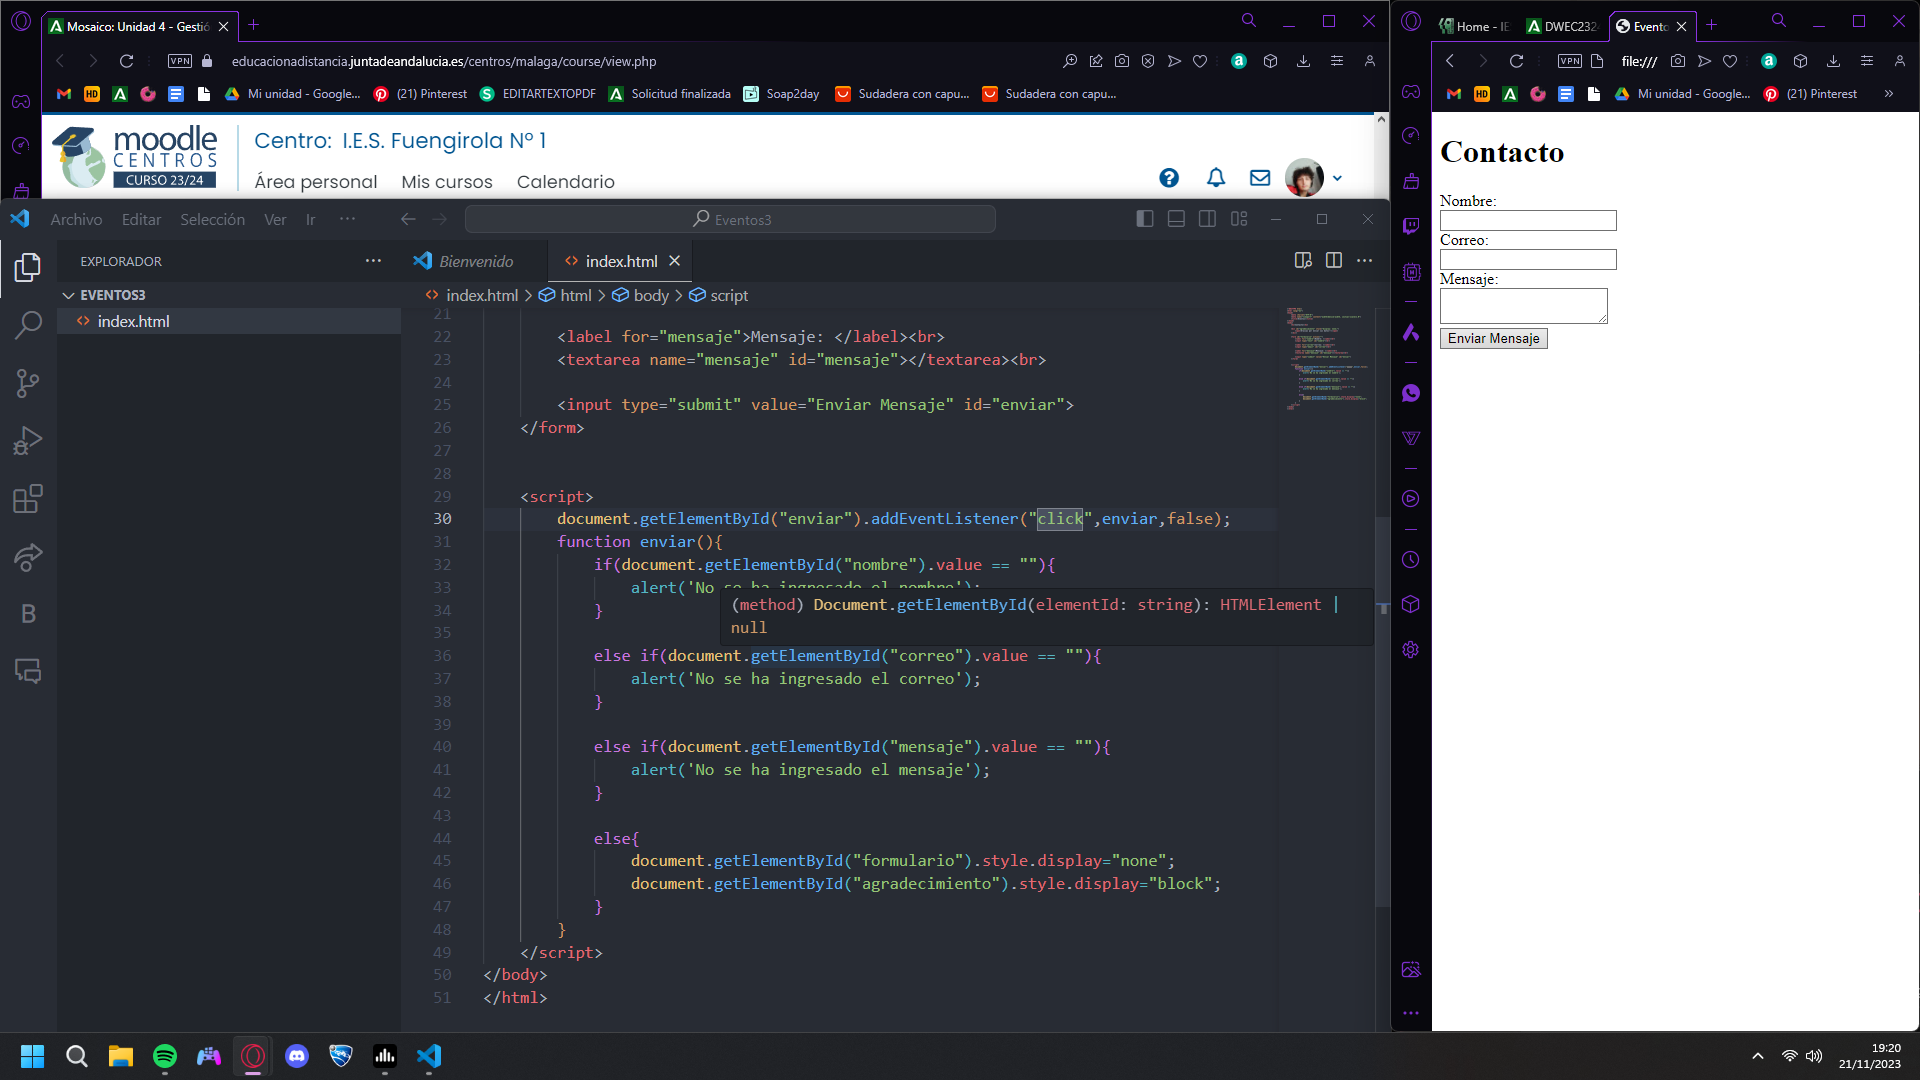 Mosaico: Unidad 4 - Gestió
VPN
educacionadistancia.juntadeandalucia.es/centros/malaga/course/view.php
Mi unidad - Google...
(21) Pinterest
EDITARTEXTOPDF
Solicitud finalizada
Soap2day
Sudadera con capu...
Sudadera con capu...
moodle
CENTROS
CURSO 23/24
Centro: I.E.S. Fuengirola Nº 1
Área personal
Mis cursos
Calendario
Archivo
Editar
Selección
Ver
Ir
Eventos3
EXPLORADOR
EVENTOS3
index.html
Bienvenido
index.html
index.html > html > body > script
21
22 <label for="mensaje">Mensaje: </label><br>
23 <textarea name="mensaje" id="mensaje"></textarea><br>
24
25 <input type="submit" value="Enviar Mensaje" id="enviar">
26 </form>
27
28
29 <script>
30 document.getElementById("enviar").addEventListener("click",enviar,false);
31 function enviar(){
32 if(document.getElementById("nombre").value == ""){
33 alert('No se ha ingresado el nombre');
34 }
(method) Document.getElementById(elementId: string): HTMLElement |
null
35
36 else if(document.getElementById("correo").value == ""){
37 alert('No se ha ingresado el correo');
38 }
39
40 else if(document.getElementById("mensaje").value == ""){
41 alert('No se ha ingresado el mensaje');
42 }
43
44 else{
45 document.getElementById("formulario").style.display="none";
46 document.getElementById("agradecimiento").style.display="block";
47 }
48 }
49 </script>
50 </body>
51 </html>
Home - IE
DWEC232
Evento
VPN
file:///
Mi unidad - Google...
(21) Pinterest
Contacto
Nombre:
Correo:
Mensaje:
Enviar Mensaje
19:20
21/11/2023